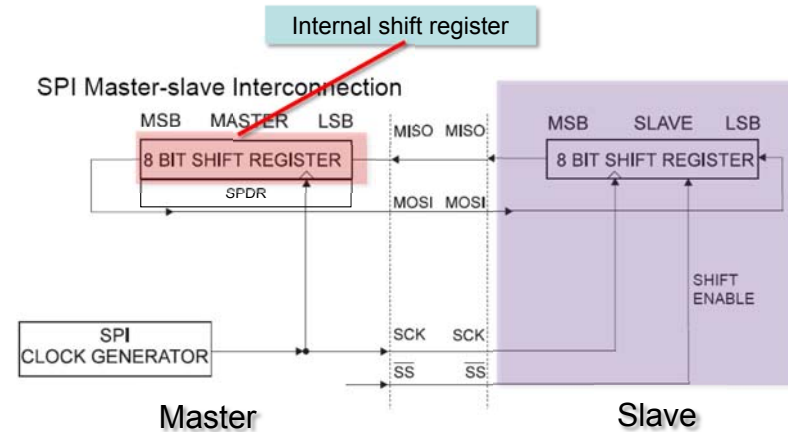 Internal shift register
SPI Master-slave Interconnection
MSB MASTER LSB
MISO MISO
MSB SLAVE LSB
8 BIT SHIFT REGISTER
8 BIT SHIFT REGISTER
SPDR
MOSI MOSI
SHIFT
ENABLE
SPI
CLOCK GENERATOR
SCK SCK
SS SS
Master
Slave